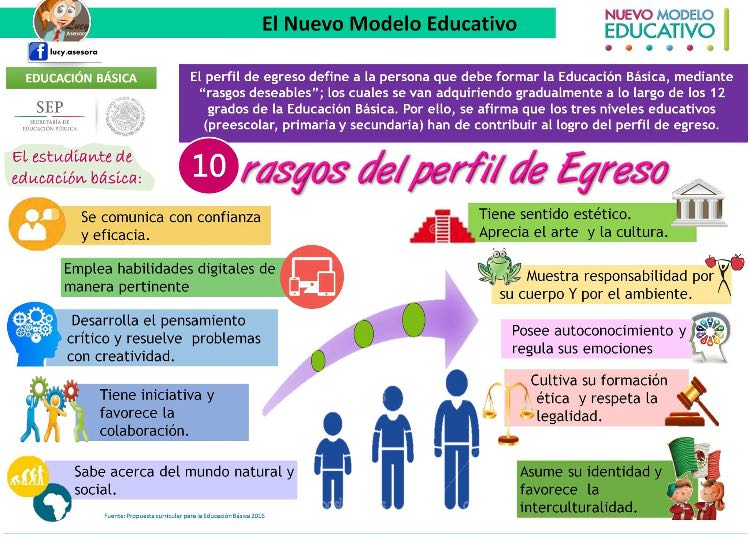 El Nuevo Modelo Educativo
NUEVO MODELO
EDUCATIVO
Lucy
Asesora
lucy.asesora
EDUCACIÓN BÁSICA
SEP
SECRETARÍA DE
EDUCACIÓN PÚBLICA
El perfil de egreso define a la persona que debe formar la Educación Básica, mediante
“rasgos deseables”; los cuales se van adquiriendo gradualmente a lo largo de los 12
grados de la Educación Básica. Por ello, se afirma que los tres niveles educativos
(preescolar, primaria y secundaria) han de contribuir al logro del perfil de egreso.
El estudiante de
educación básica:
10 rasgos del perfil de Egreso
Se comunica con confianza
y eficacia.
Emplea habilidades digitales de
manera pertinente
Desarrolla el pensamiento
crítico y resuelve problemas
con creatividad.
Tiene iniciativa y
favorece la
colaboración.
Sabe acerca del mundo natural y
social.
Tiene sentido estético.
Aprecia el arte y la cultura.
Muestra responsabilidad por
su cuerpo Y por el ambiente.
Posee autoconocimiento y
regula sus emociones
Cultiva su formación
ética y respeta la
legalidad.
Asume su identidad y
favorece la
interculturalidad.
Fuente: Propuesta curricular para la Educación Básica 2016